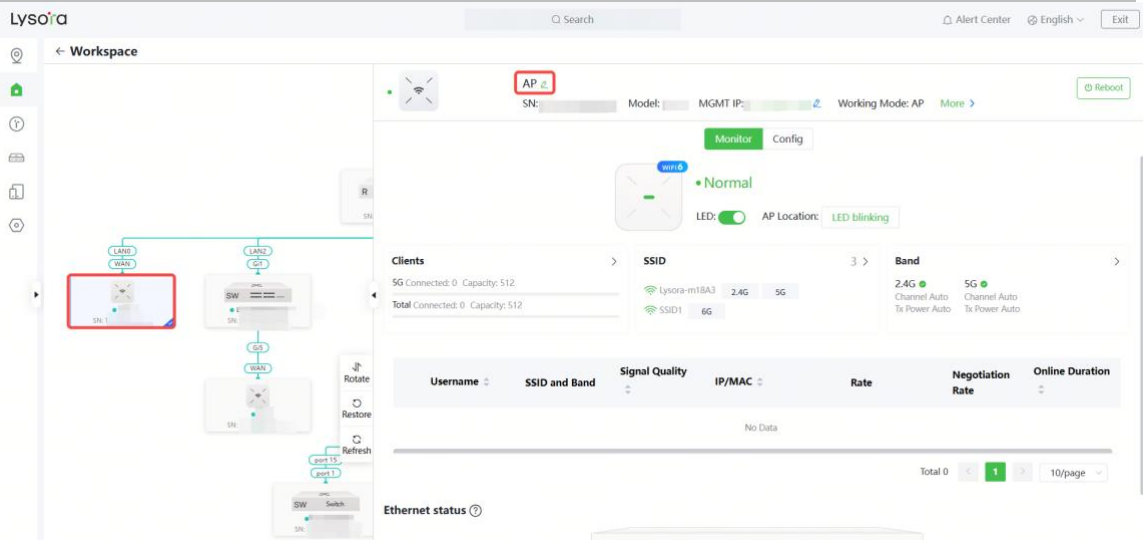 Lysora
Search
Alert Center
English
Exit
Workspace
AP
SN:
Model:
MGMT IP:
Working Mode: AP
More
Reboot
Monitor
Config
WIFI 6
Normal
LED:
AP Location:
LED blinking
R
SN
LAN0
WAN
LAN2
Gi1
SN: 1
SW
SN:
Gi5
WAN
SN:
port 15
port 1
SW
Switch
SN:
Rotate
Restore
Refresh
Clients
5G Connected: 0 Capacity: 512
Total Connected: 0 Capacity: 512
SSID
3
Lysora-m18A3 2.4G 5G
SSID1 6G
Band
2.4G 5G
Channel Auto Channel Auto
Tx Power Auto Tx Power Auto
Username
SSID and Band
Signal Quality
IP/MAC
Rate
Negotiation
Rate
Online Duration
No Data
Total 0
1
10/page
Ethernet status